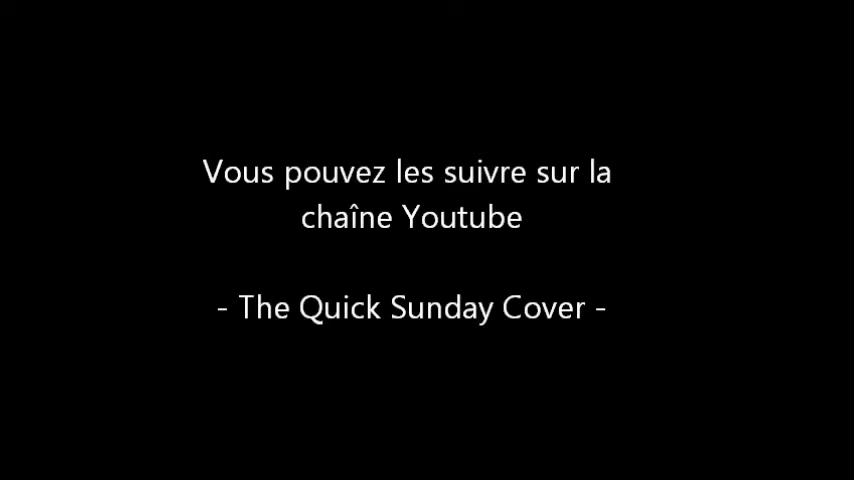 Vous pouvez les suivre sur la
chaîne Youtube
- The Quick Sunday Cover -